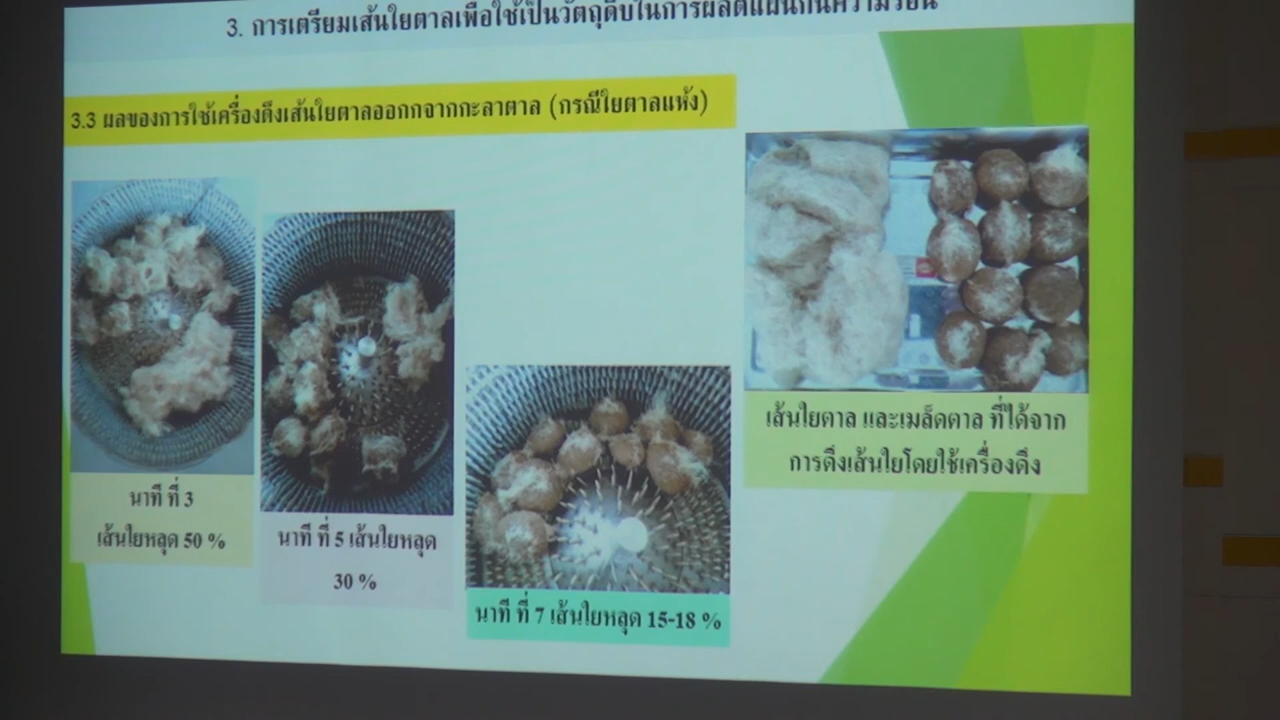 3. การเตรียมเส้นใยตาลเพื่อใช้เป็นวัตถุดิบในการผลิตแผ่นกันความร้อน
3.3 ผลของการใช้เครื่องดึงเส้นใยตาลออกจากกะลาตาล (กรณีใยตาลแห้ง)
นาที ที่ 3
เส้นใยหลุด 50 %
นาที ที่ 5 เส้นใยหลุด
30 %
นาที ที่ 7 เส้นใยหลุด 15-18 %
เส้นใยตาล และเมล็ดตาล ที่ได้จาก
การดึงเส้นใยโดยใช้เครื่องดึง